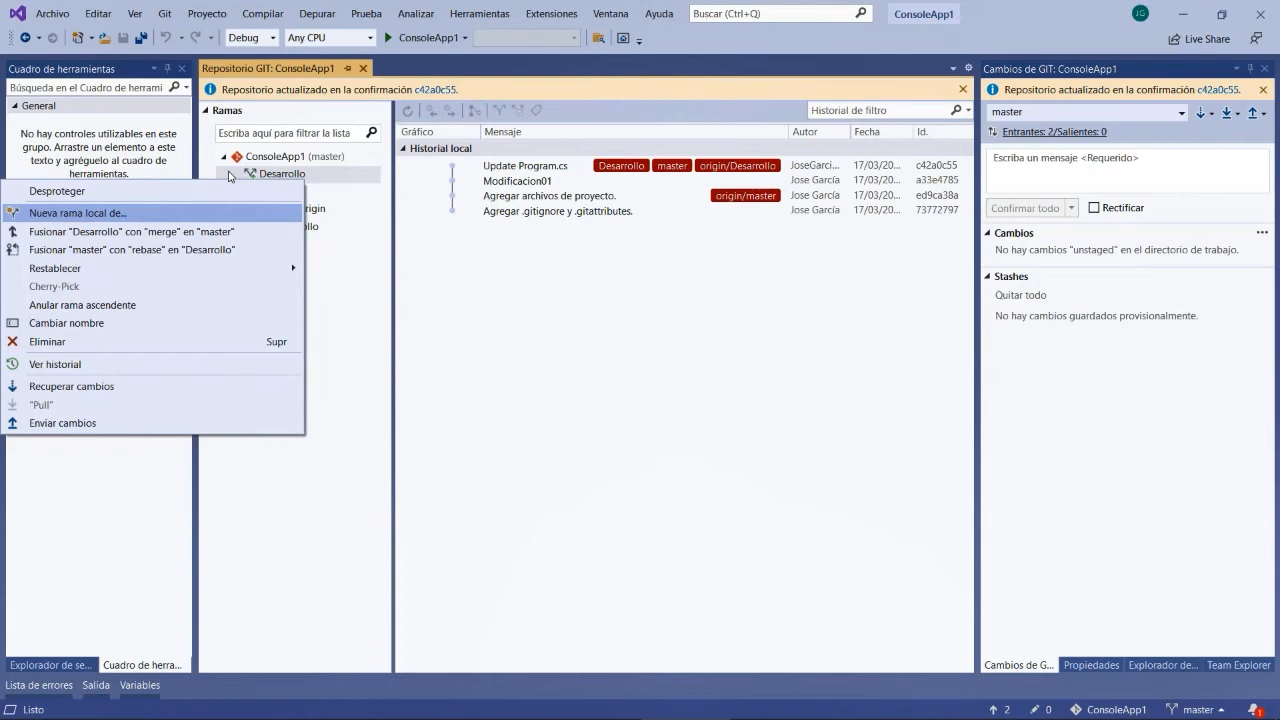 Archivo Editar Ver Git Proyecto Compilar Depurar Prueba Analizar Herramientas Extensiones Ventana Ayuda Buscar (Ctrl+Q) ConsoleApp1 JG
Debug Any CPU ConsoleApp1 Live Share
Cuadro de herramientas
Búsqueda en el Cuadro de herrami
General
No hay controles utilizables en este
grupo. Arrastre un elemento a este
texto y agréguelo al cuadro de
herramientas.
Repositorio GIT: ConsoleApp1
Repositorio actualizado en la confirmación c42a0c55.
Ramas
Escriba aquí para filtrar la lista
ConsoleApp1 (master)
Desarrollo
Desproteger
Nueva rama local de...
Fusionar "Desarrollo" con "merge" en "master"
Fusionar "master" con "rebase" en "Desarrollo"
Restablecer
Cherry-Pick
Anular rama ascendente
Cambiar nombre
Eliminar Supr
Ver historial
Recuperar cambios
"Pull"
Enviar cambios
Historial de filtro
Gráfico Mensaje Autor Fecha Id.
Historial local
Update Program.cs Desarrollo master origin/Desarrollo JoseGarci... 17/03/20... c42a0c55
Modificacion01 Jose García 17/03/20... a33e4785
Agregar archivos de proyecto. origin/master Jose García 17/03/20... ed9ca38a
Agregar .gitignore y .gitattributes. Jose García 17/03/20... 73772797
Cambios de GIT: ConsoleApp1
Repositorio actualizado en la confirmación c42a0c55.
master
Entrantes: 2/Salientes: 0
Escriba un mensaje <Requerido>
Confirmar todo Rectificar
Cambios
No hay cambios "unstaged" en el directorio de trabajo.
Stashes
Quitar todo
No hay cambios guardados provisionalmente.
Explorador de se... Cuadro de herra... Cambios de G... Propiedades Explorador de... Team Explorer
Lista de errores Salida Variables
Listo 2 0 ConsoleApp1 master 1